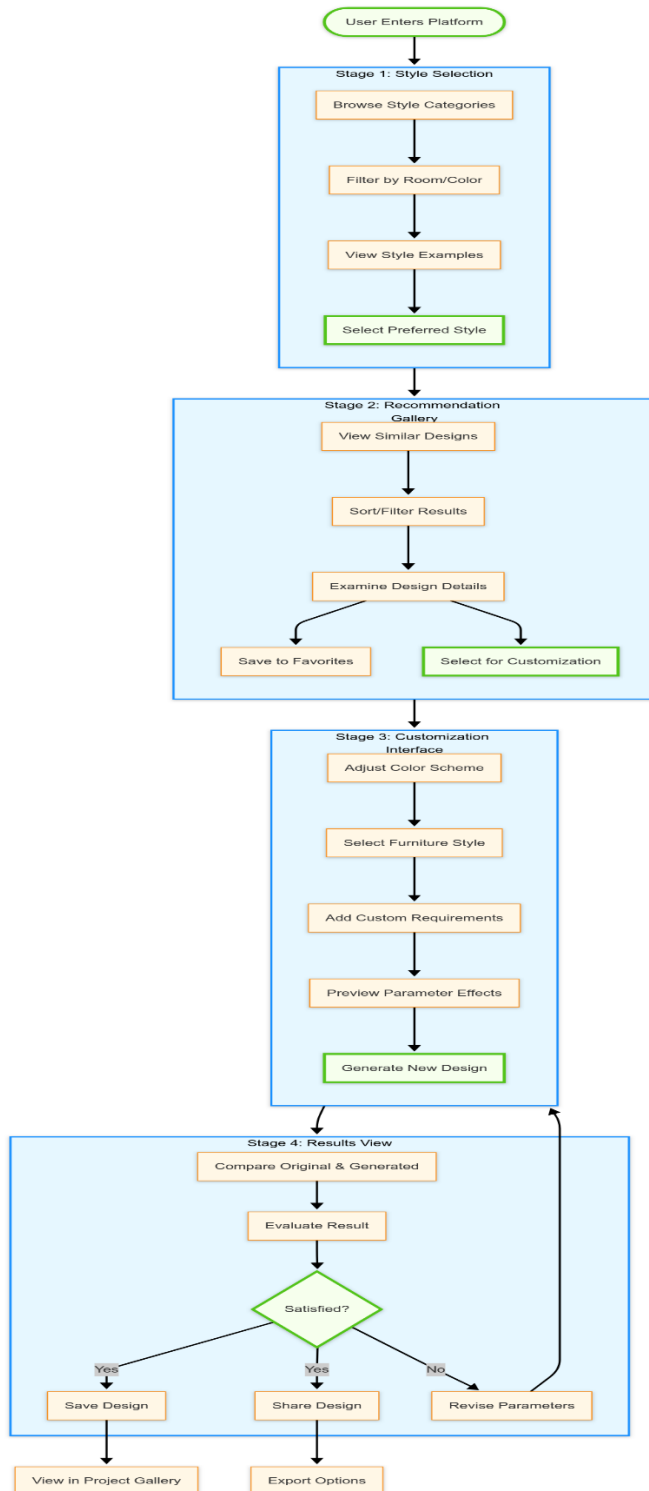 User Enters Platform
Stage 1: Style Selection
Browse Style Categories
Filter by Room/Color
View Style Examples
Select Preferred Style
Stage 2: Recommendation
Gallery
View Similar Designs
Sort/Filter Results
Examine Design Details
Save to Favorites
Select for Customization
Stage 3: Customization
Interface
Adjust Color Scheme
Select Furniture Style
Add Custom Requirements
Preview Parameter Effects
Generate New Design
Stage 4: Results View
Compare Original & Generated
Evaluate Result
Satisfied?
Yes
Yes
No
Save Design
Share Design
Revise Parameters
View in Project Gallery
Export Options